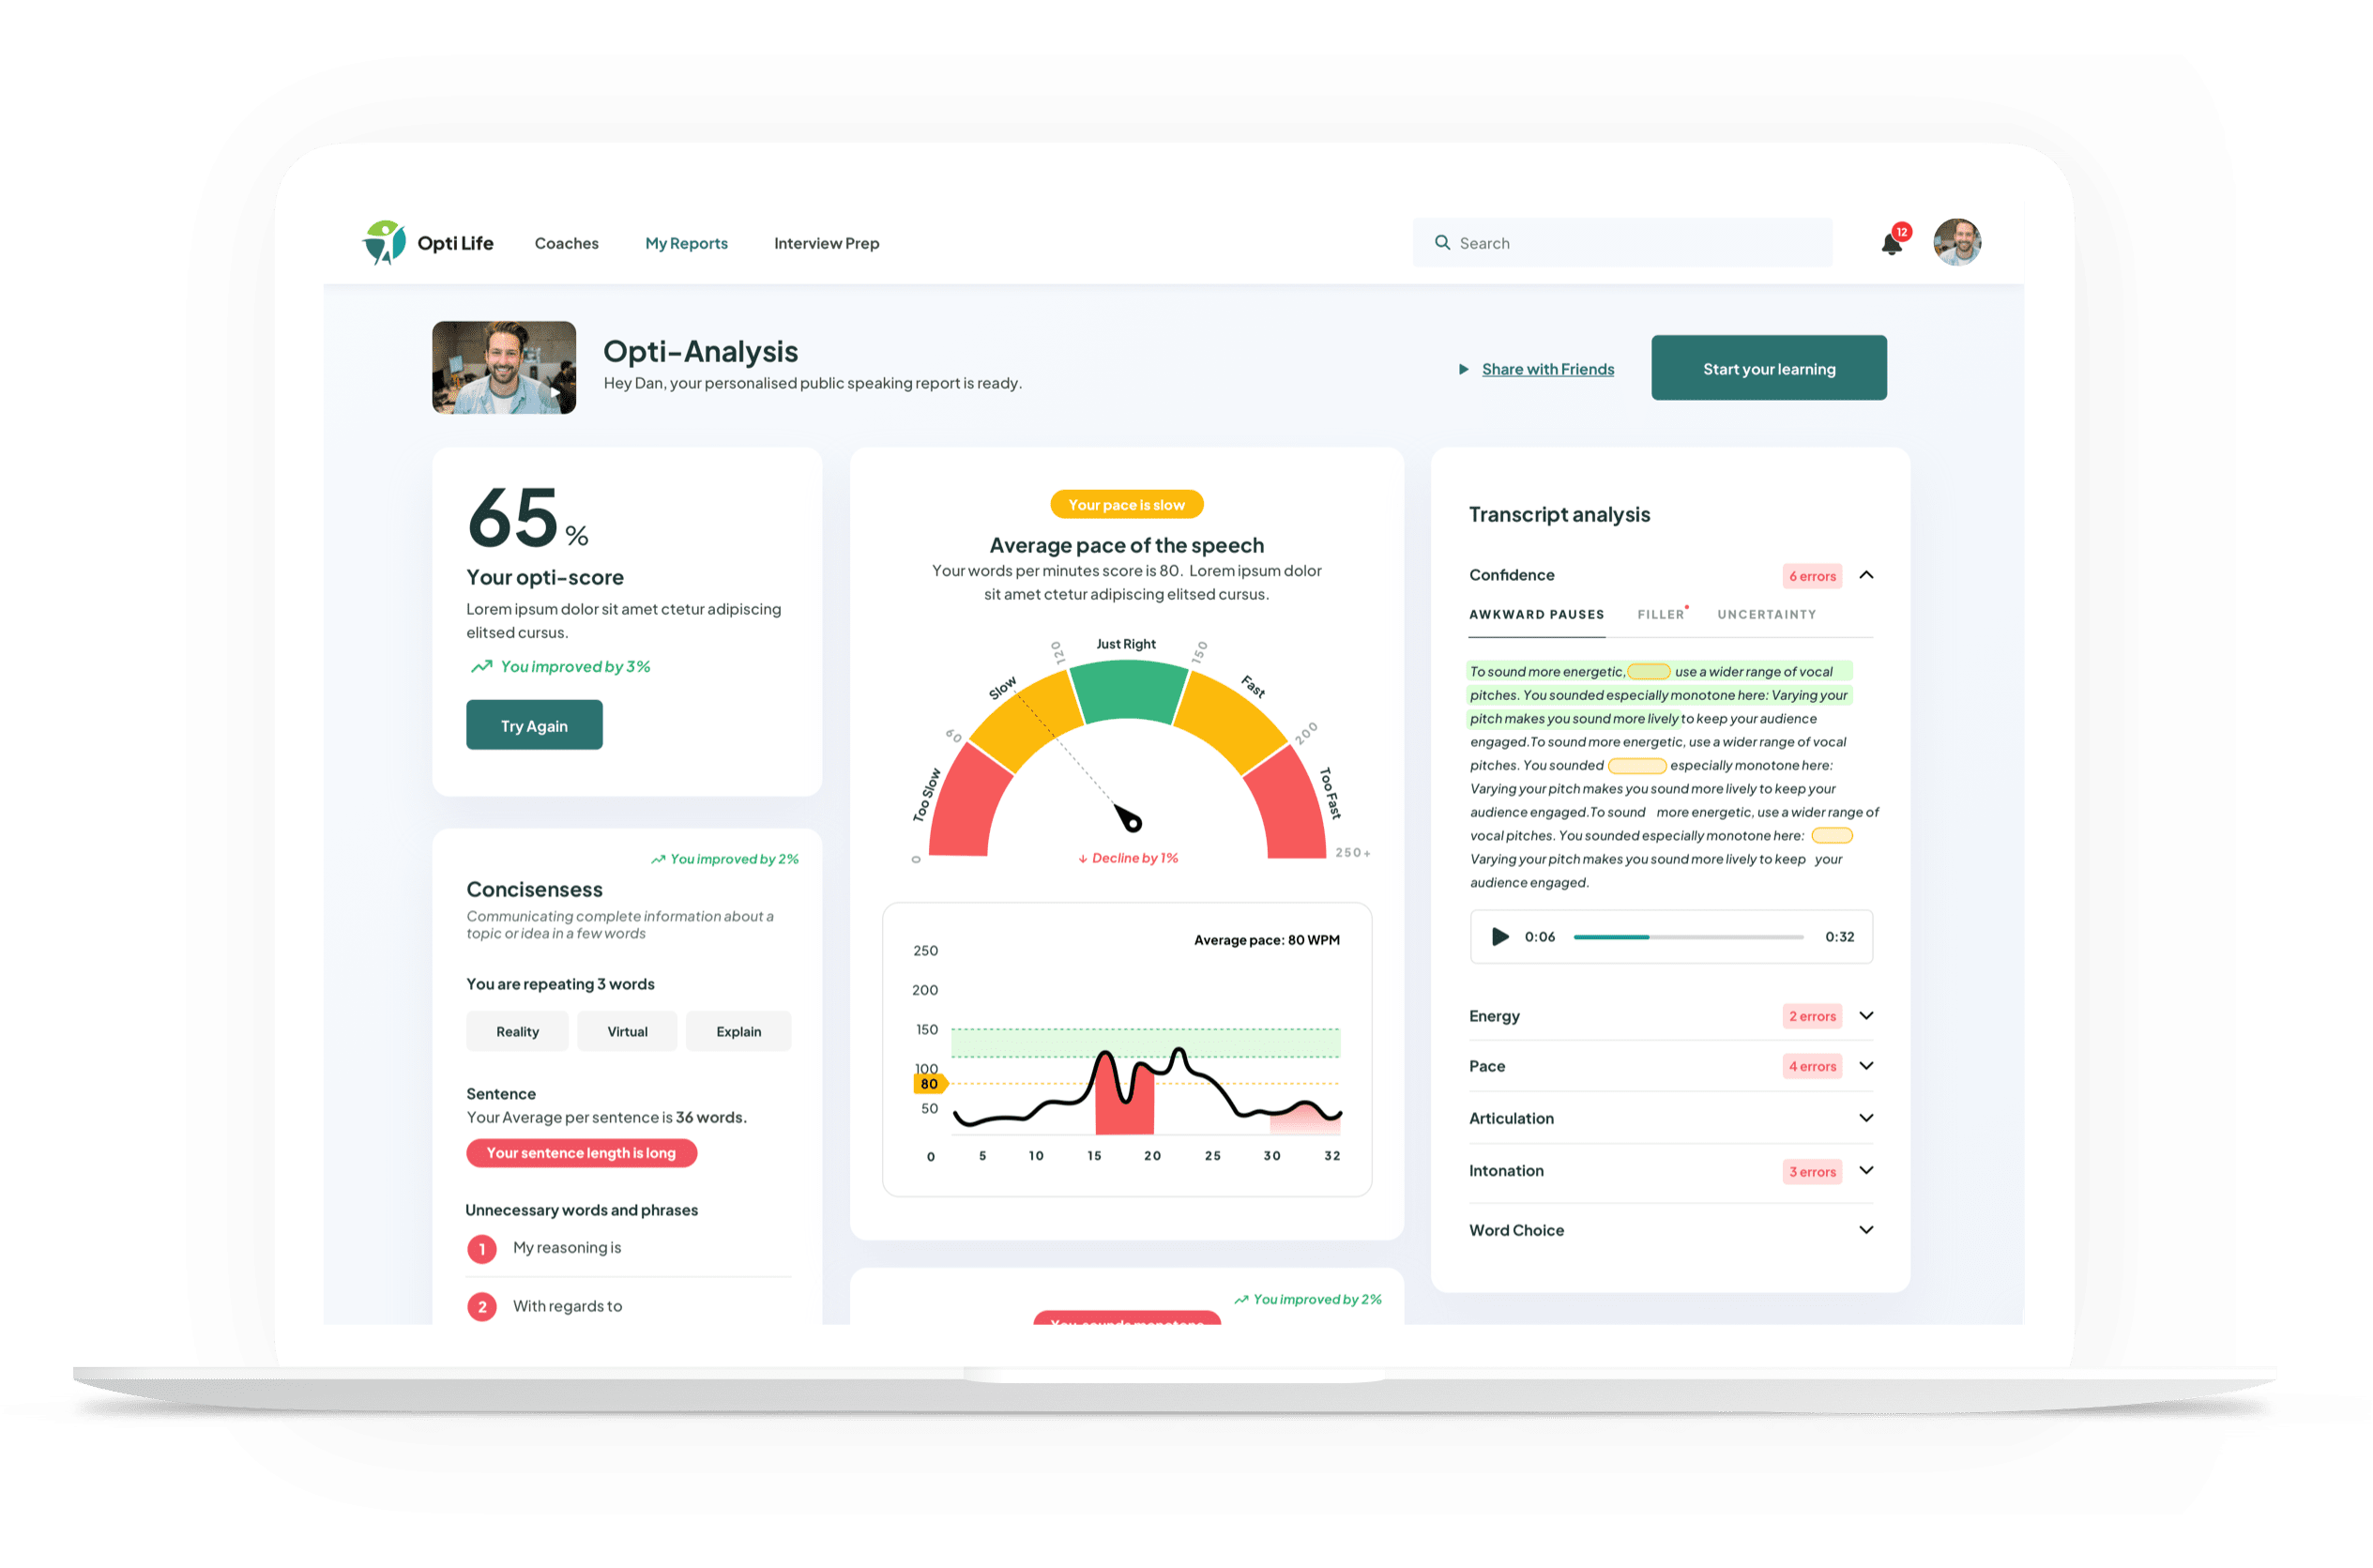 Opti Life
Coaches
My Reports
Interview Prep
Search
12
Opti-Analysis
Hey Dan, your personalised public speaking report is ready.
Share with Friends
Start your learning
65 %
Your opti-score
Lorem ipsum dolor sit amet ctetur adipiscing
elitsed cursus.
You improved by 3%
Try Again
You improved by 2%
Concisensess
Communicating complete information about a
topic or idea in a few words
You are repeating 3 words
Reality
Virtual
Explain
Sentence
Your Average per sentence is 36 words.
Your sentence length is long
Unnecessary words and phrases
1 My reasoning is
2 With regards to
Your pace is slow
Average pace of the speech
Your words per minutes score is 80. Lorem ipsum dolor
sit amet ctetur adipiscing elitsed cursus.
0
Too Slow
60
Slow
120
Just Right
150
Fast
200
Too Fast
250+
Decline by 1%
Average pace: 80 WPM
250
200
150
100
80
50
0 5 10 15 20 25 30 32
You improved by 2%
You sounds monotone
Transcript analysis
Confidence
6 errors
AWKWARD PAUSES
FILLER
UNCERTAINTY
To sound more energetic, use a wider range of vocal
pitches. You sounded especially monotone here: Varying your
pitch makes you sound more lively to keep your audience
engaged.To sound more energetic, use a wider range of vocal
pitches. You sounded especially monotone here:
Varying your pitch makes you sound more lively to keep your
audience engaged.To sound more energetic, use a wider range of
vocal pitches. You sounded especially monotone here:
Varying your pitch makes you sound more lively to keep your
audience engaged.
0:06
0:32
Energy
2 errors
Pace
4 errors
Articulation
Intonation
3 errors
Word Choice